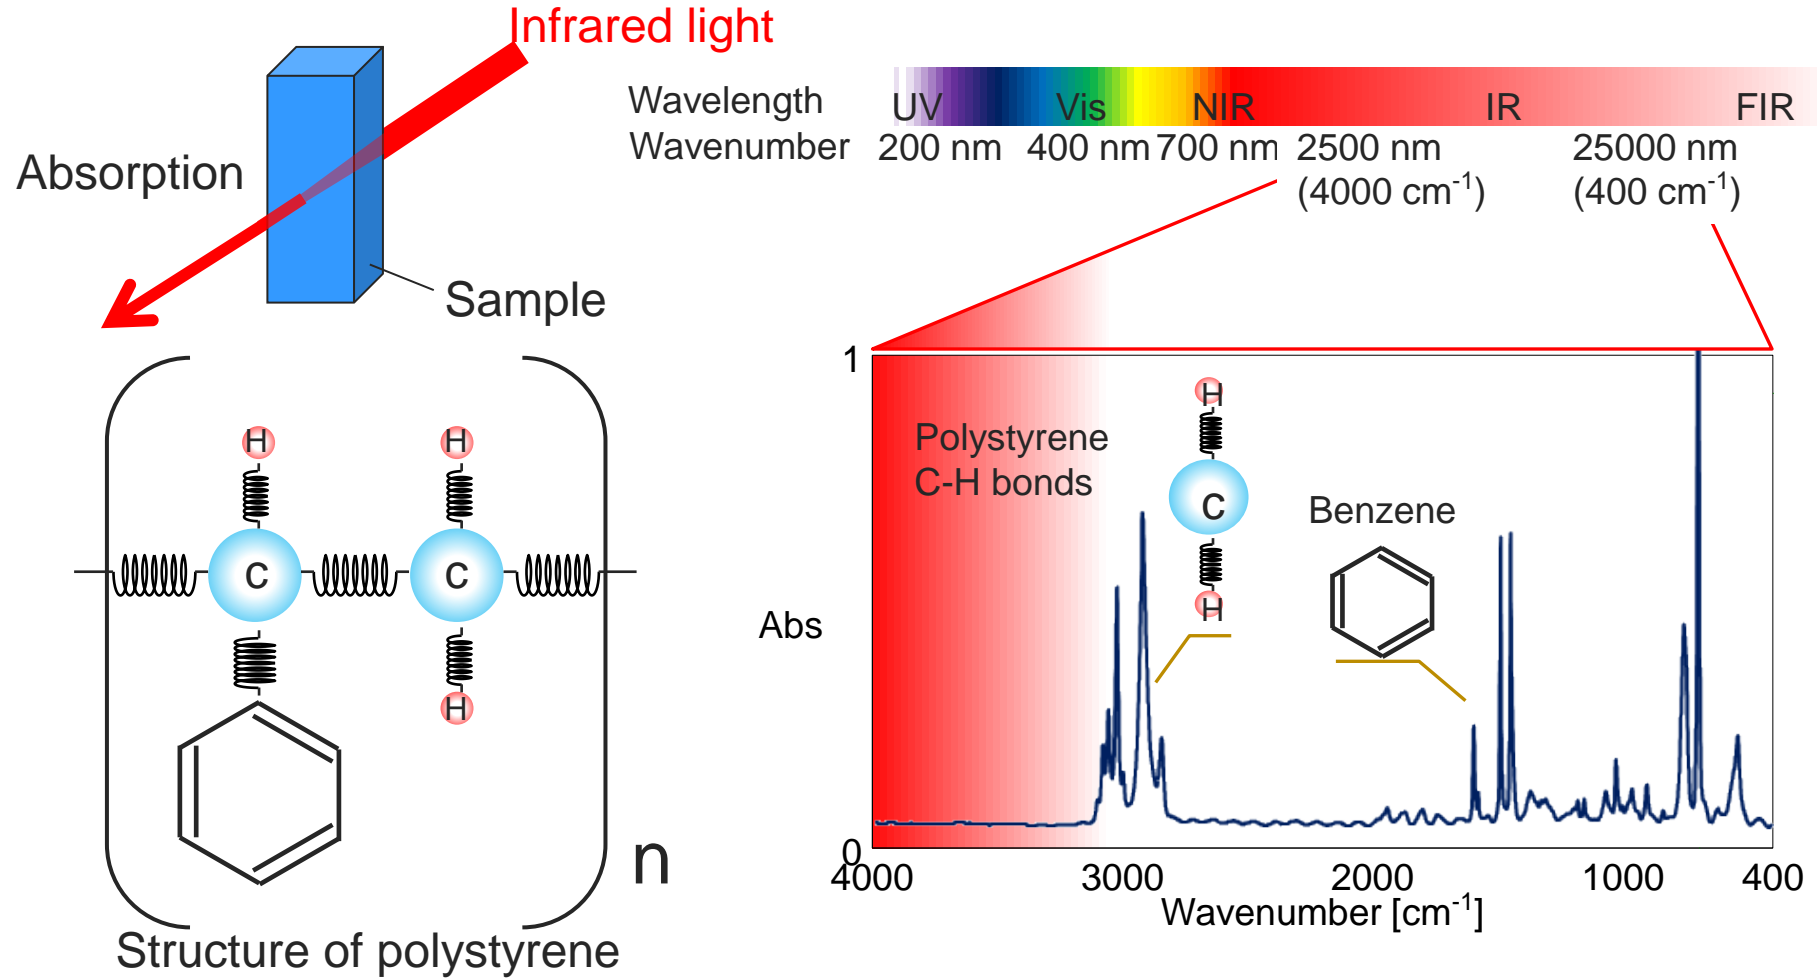 Infrared light
Absorption
Sample
Wavelength
Wavenumber
UV Vis NIR IR FIR
200 nm 400 nm 700 nm 2500 nm 25000 nm
(4000 cm⁻¹) (400 cm⁻¹)
H H
C C
H
n
Structure of polystyrene
1
Abs
0
Polystyrene
C-H bonds
H
C
H
Benzene
4000 3000 2000 1000 400
Wavenumber [cm⁻¹]